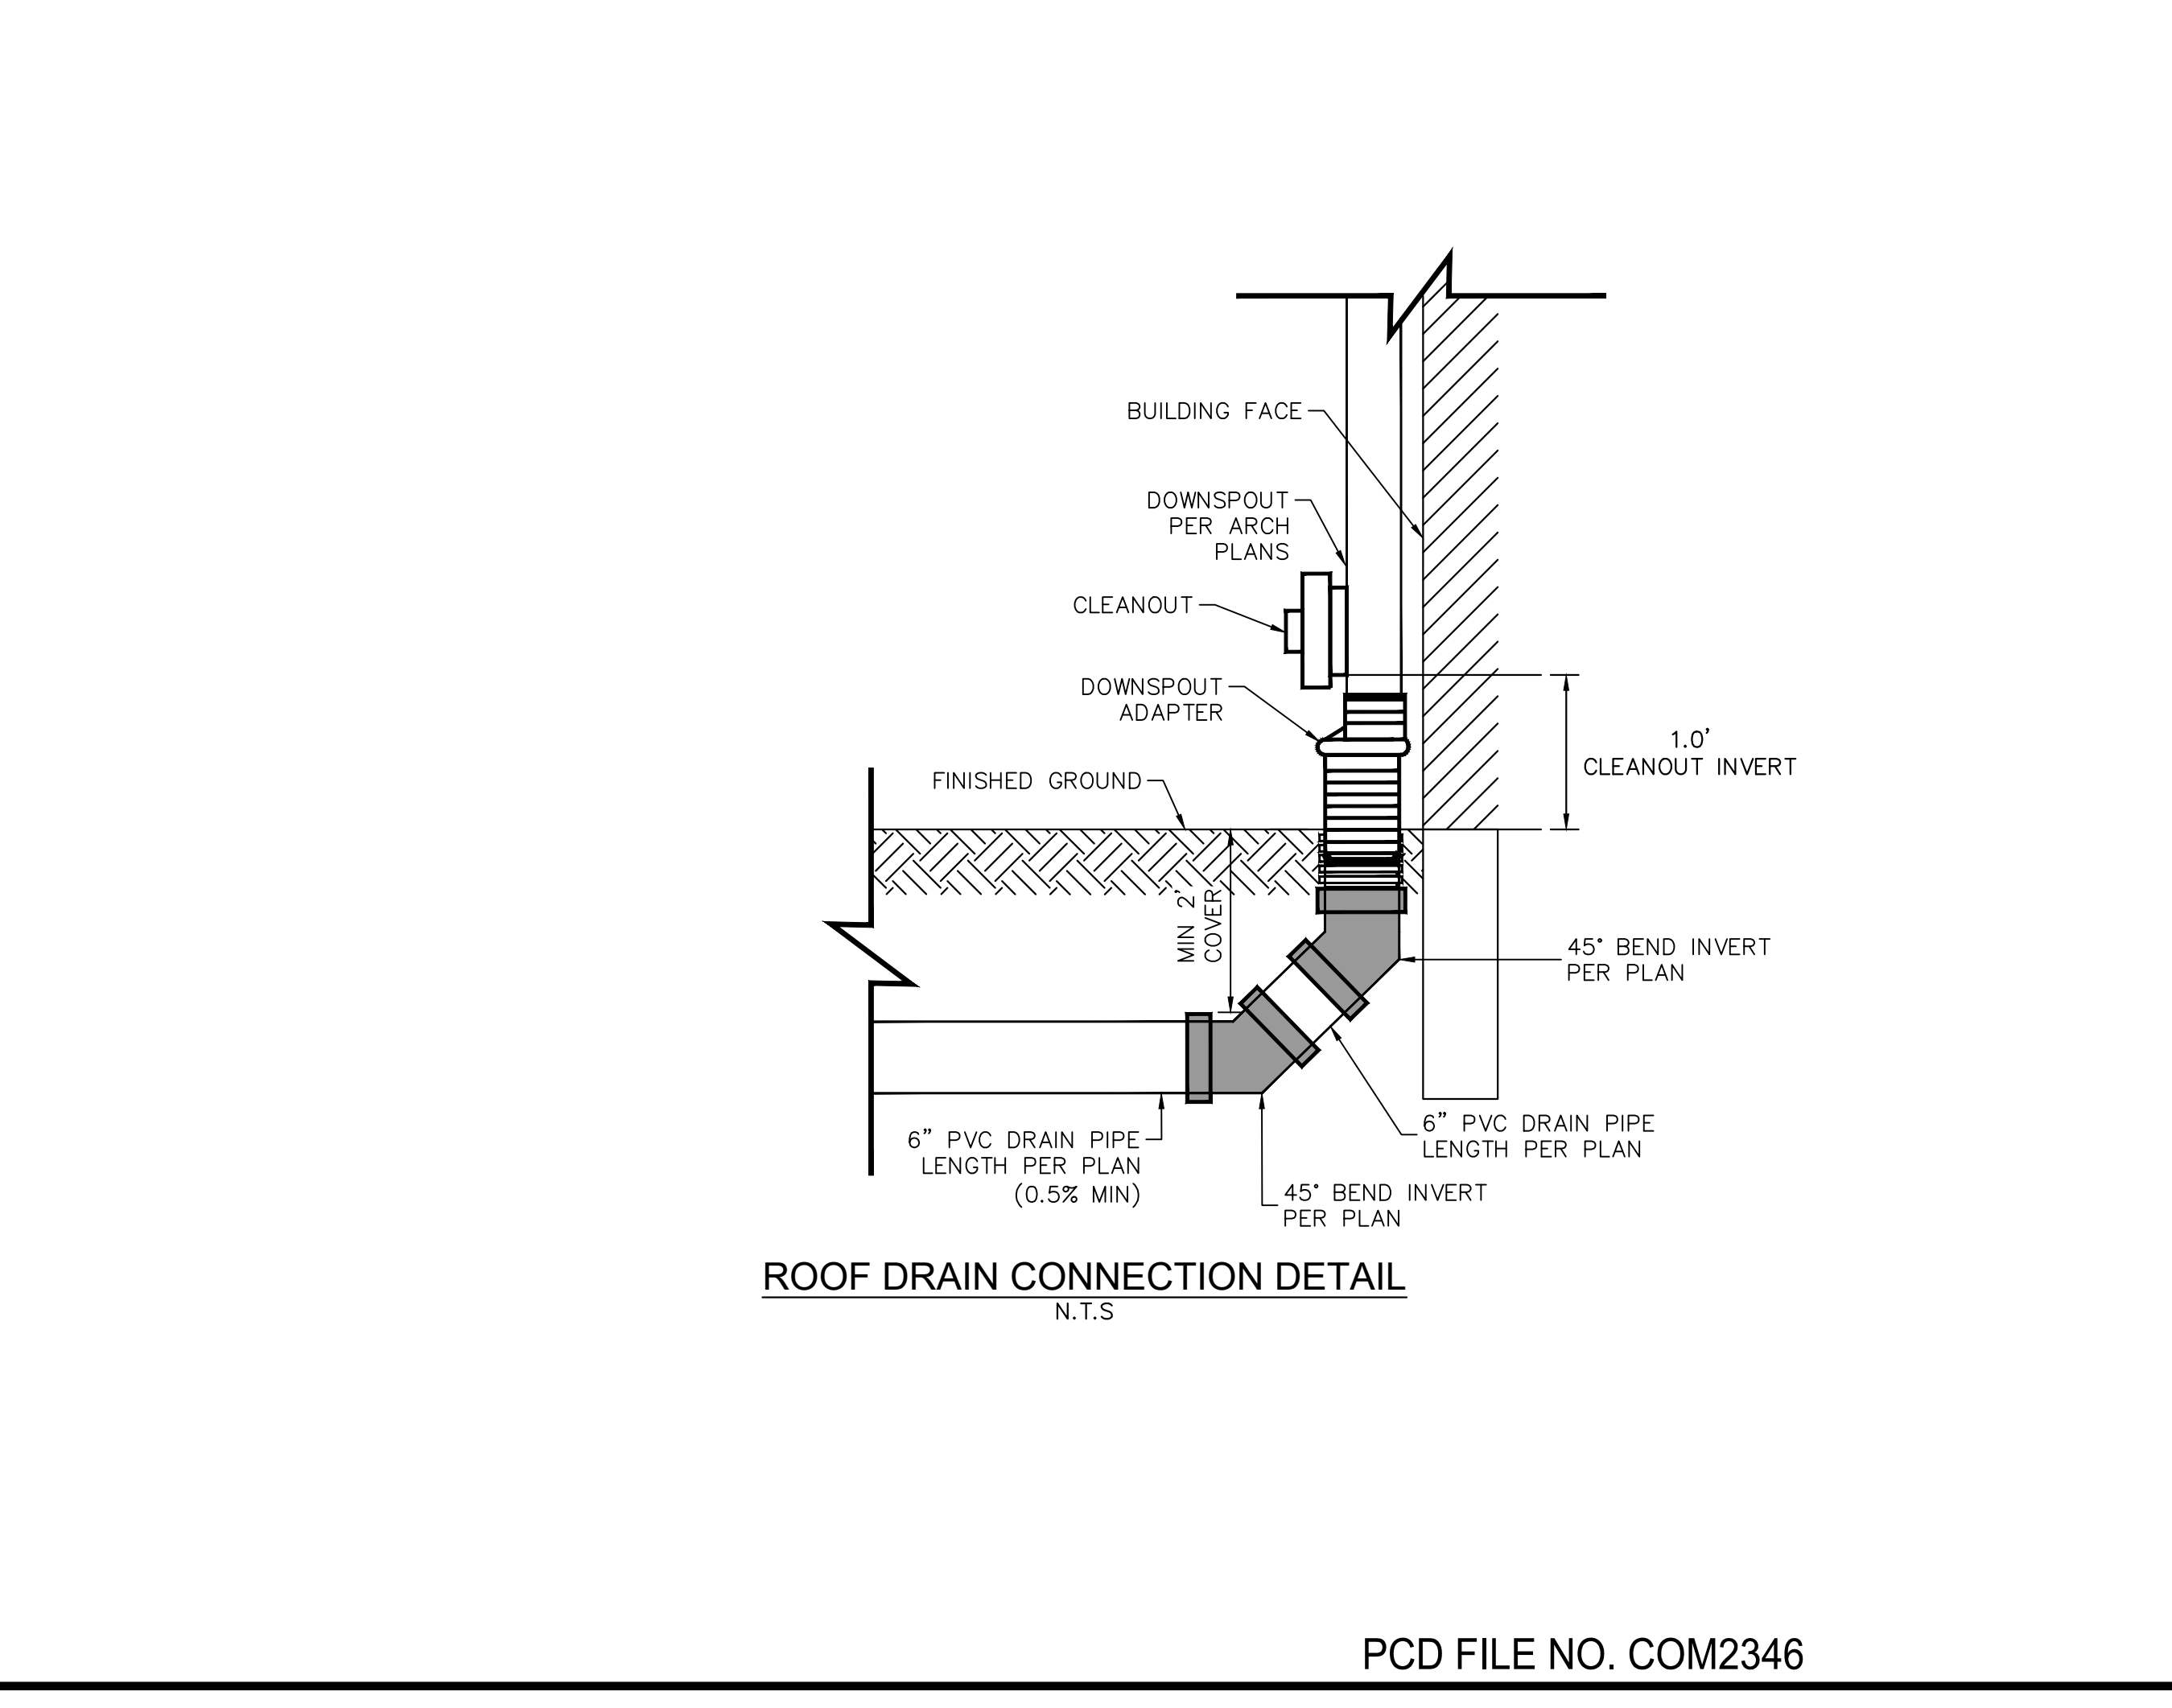 BUILDING FACE
DOWNSPOUT
PER ARCH
PLANS
CLEANOUT
DOWNSPOUT
ADAPTER
1.0'
CLEANOUT INVERT
FINISHED GROUND
MIN 2'
COVER
45° BEND INVERT
PER PLAN
6" PVC DRAIN PIPE
LENGTH PER PLAN
6" PVC DRAIN PIPE
LENGTH PER PLAN
(0.5% MIN)
45° BEND INVERT
PER PLAN
ROOF DRAIN CONNECTION DETAIL
N.T.S
PCD FILE NO. COM2346